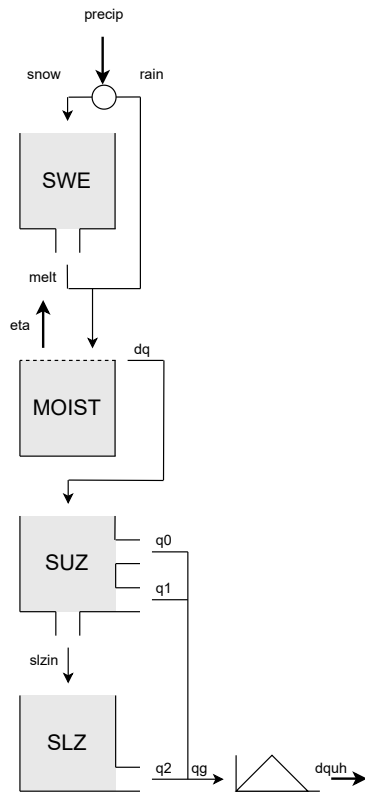 precip
snow rain
SWE
melt
eta
dq
MOIST
q0
SUZ
q1
slzin
SLZ
q2 qg dquh